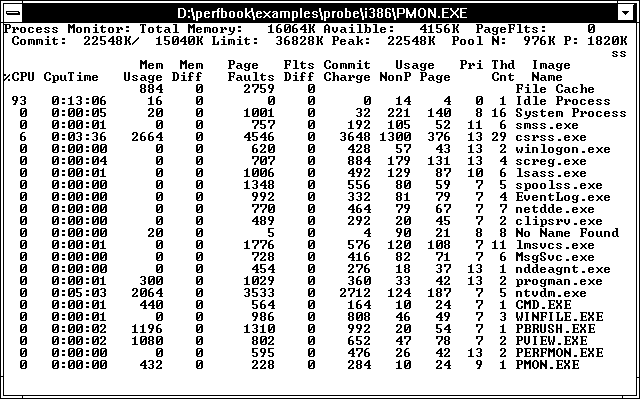 D:\perfbook\examples\probe\i386\PMON.EXE
Process Monitor: Total Memory:   16064K Availble:   4156K  PageFlts:    0
 Commit:  22548K/  15040K Limit:  36828K Peak:  22548K  Pool N:  976K P: 1820K
ss
Mem Mem Page Flts Commit Usage Pri Thd Image
%CPU CpuTime Usage Diff Faults Diff Charge NonP Page Cnt Name
884 0 2759 0 File Cache
93 0:13:06 16 0 0 0 0 14 4 0 1 Idle Process
0 0:00:05 20 0 1001 0 32 221 140 8 16 System Process
0 0:00:01 0 0 757 0 192 105 52 11 6 smss.exe
6 0:03:36 2664 0 4546 0 3648 1300 376 13 29 csrss.exe
0 0:00:00 0 0 620 0 428 57 43 13 2 winlogon.exe
0 0:00:04 0 0 707 0 884 179 131 13 4 screg.exe
0 0:00:01 0 0 1006 0 492 129 87 10 6 lsass.exe
0 0:00:00 0 0 1348 0 556 80 59 7 5 spoolss.exe
0 0:00:00 0 0 992 0 332 81 79 7 4 EventLog.exe
0 0:00:00 0 0 770 0 464 79 67 7 7 netdde.exe
0 0:00:00 0 0 489 0 292 20 45 7 2 clipsrv.exe
0 0:00:00 20 0 5 0 4 90 21 8 8 No Name Found
0 0:00:01 0 0 1776 0 576 120 108 7 11 lmsvcs.exe
0 0:00:00 0 0 728 0 416 82 71 7 6 MsgSvc.exe
0 0:00:00 0 0 454 0 276 18 37 13 1 nddeagnt.exe
0 0:00:01 300 0 1029 0 360 33 42 13 2 progman.exe
0 0:05:03 2064 0 3533 0 2712 124 187 7 5 ntvdm.exe
0 0:00:01 440 0 564 0 164 10 24 7 1 CMD.EXE
0 0:00:01 0 0 986 0 808 46 49 7 3 WINFILE.EXE
0 0:00:02 1196 0 1310 0 992 20 54 7 1 PBRUSH.EXE
0 0:00:02 1080 0 802 0 652 47 78 7 2 PVIEW.EXE
0 0:00:00 0 0 595 0 476 26 42 13 2 PERFMON.EXE
0 0:00:00 432 0 228 0 284 10 24 9 1 PMON.EXE